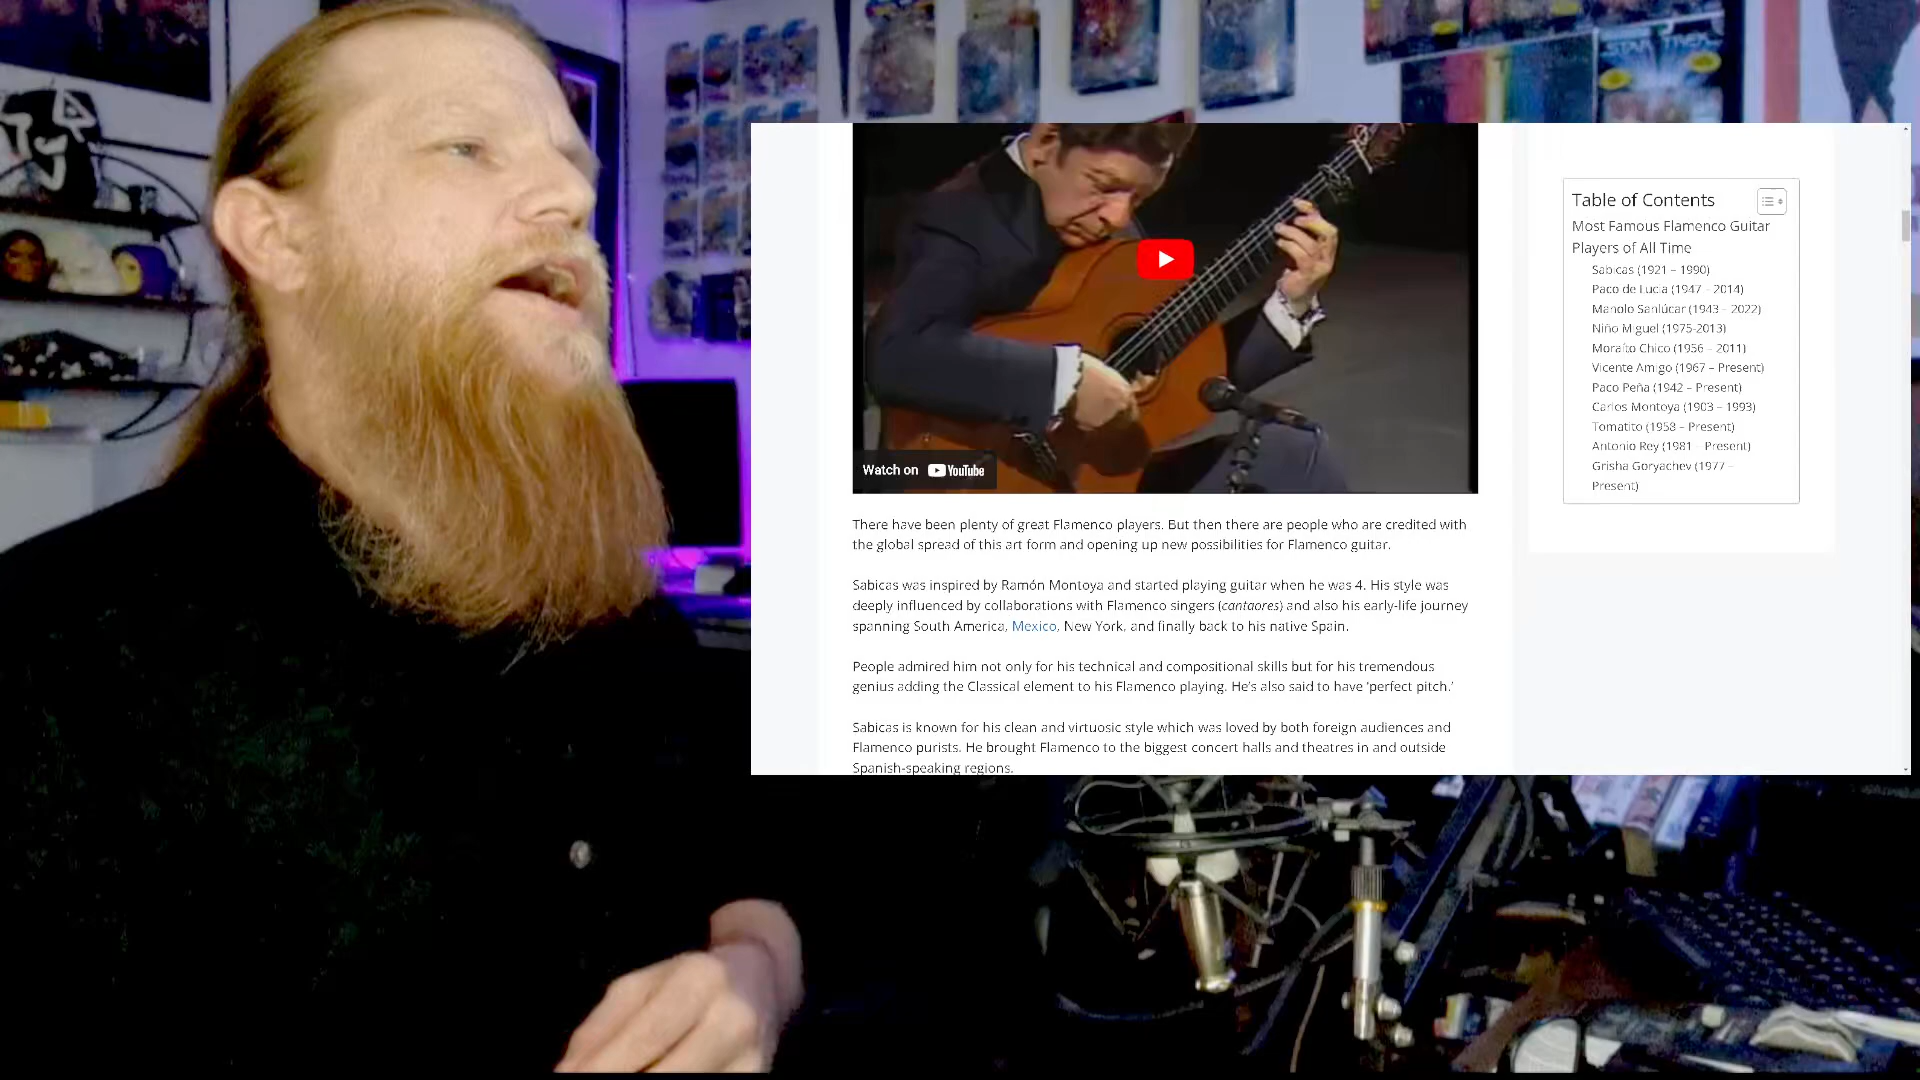 STAR TREK
Table of Contents
Most Famous Flamenco Guitar
Players of All Time
Sabicas (1921 – 1990)
Paco de Lucia (1947 – 2014)
Manolo Sanlúcar (1943 – 2022)
Niño Miguel (1975-2013)
Moraíto Chico (1956 – 2011)
Vicente Amigo (1967 – Present)
Paco Peña (1942 – Present)
Carlos Montoya (1903 – 1993)
Tomatito (1958 – Present)
Antonio Rey (1981 – Present)
Grisha Goryachev (1977 –
Present)
Watch on YouTube
There have been plenty of great Flamenco players. But then there are people who are credited with
the global spread of this art form and opening up new possibilities for Flamenco guitar.
Sabicas was inspired by Ramón Montoya and started playing guitar when he was 4. His style was
deeply influenced by collaborations with Flamenco singers (cantaores) and also his early-life journey
spanning South America, Mexico, New York, and finally back to his native Spain.
People admired him not only for his technical and compositional skills but for his tremendous
genius adding the Classical element to his Flamenco playing. He's also said to have 'perfect pitch.'
Sabicas is known for his clean and virtuosic style which was loved by both foreign audiences and
Flamenco purists. He brought Flamenco to the biggest concert halls and theatres in and outside
Spanish-speaking regions.